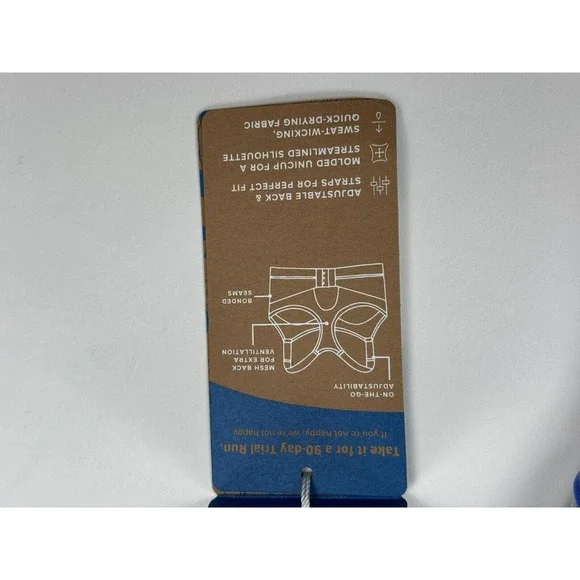 Take it for a 90-day Trial Run.
If you're not happy, we're not happy
ON-THE-GO
ADJUSTABILITY
MESH BACK
FOR EXTRA
VENTILATION
BONDED
SEAMS
ADJUSTABLE BACK &
STRAPS FOR PERFECT FIT
MOLDED UNICUP FOR A
STREAMLINED SILHOUETTE
SWEAT-WICKING,
QUICK-DRYING FABRIC